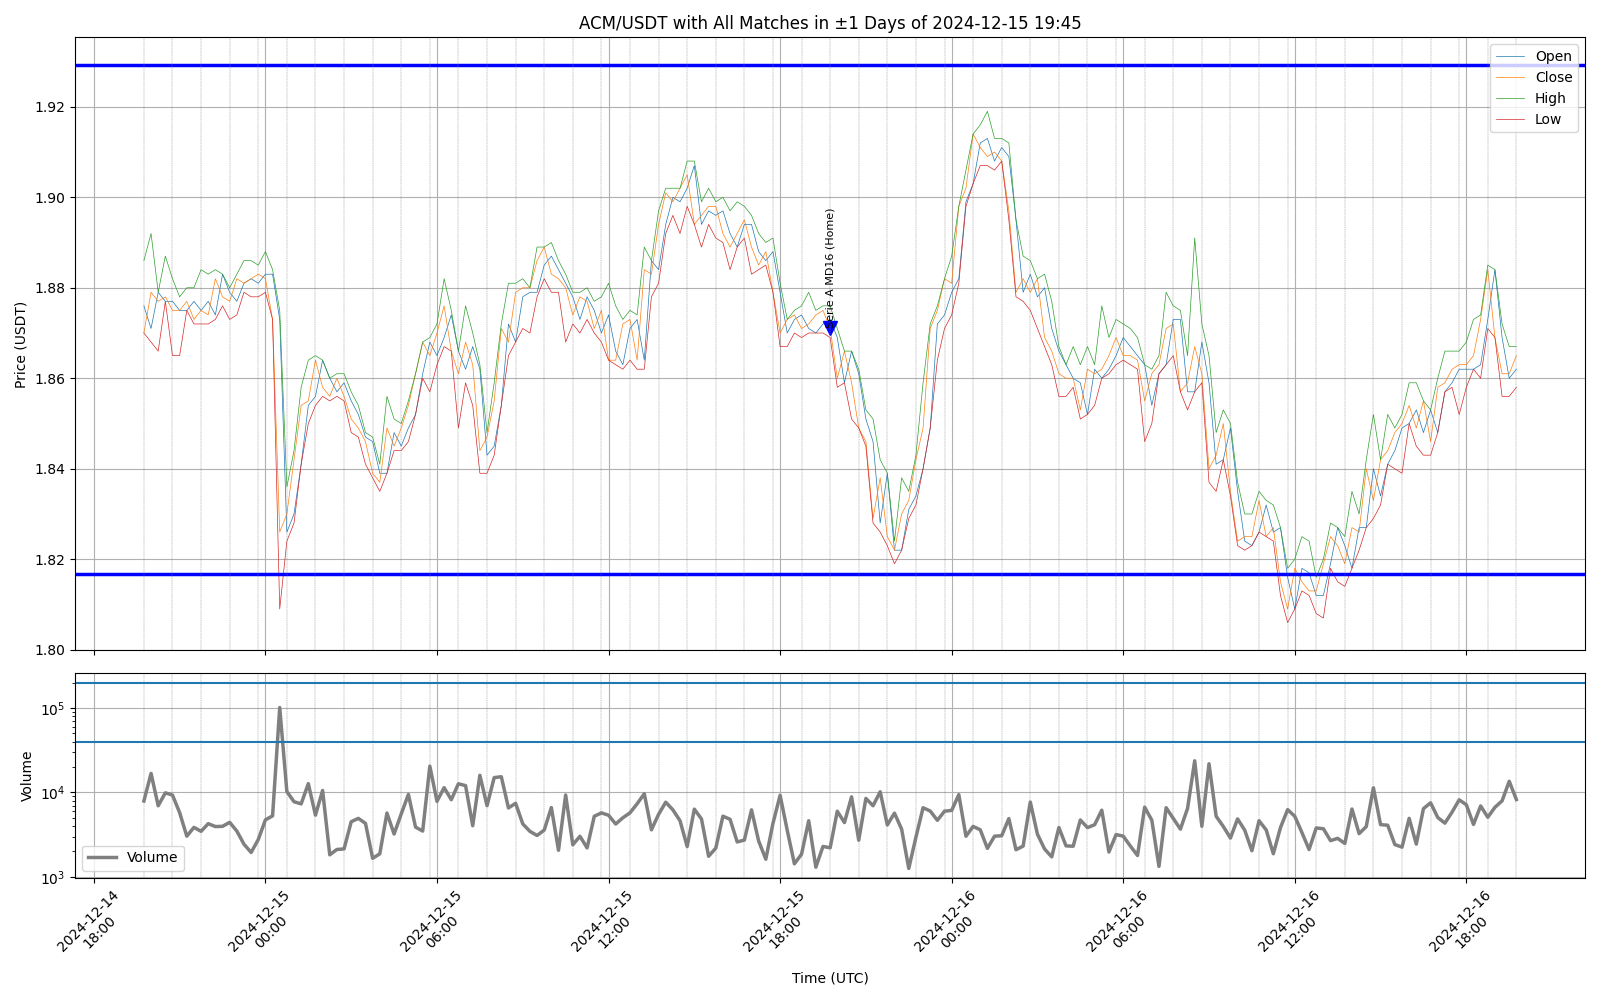 ACM/USDT with All Matches in ±1 Days of 2024-12-15 19:45
Price (USDT)
1.92
1.90
1.88
1.86
1.84
1.82
1.80
Open
Close
High
Low
MD16 (Home)
Volume
10⁵
10⁴
10³
Volume
2024-12-14
18:00
2024-12-15
00:00
2024-12-15
06:00
2024-12-15
12:00
2024-12-15
18:00
2024-12-16
00:00
2024-12-16
06:00
2024-12-16
12:00
2024-12-16
18:00
Time (UTC)